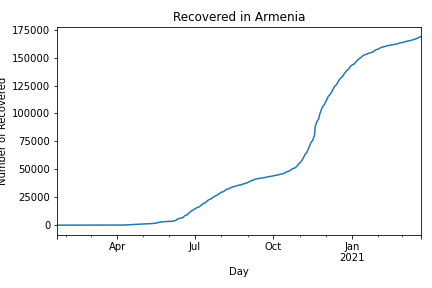 Recovered in Armenia
175000
150000
125000
100000
75000
50000
25000
0
Number of Recovered
Apr
Jul
Oct
Jan
2021
Day